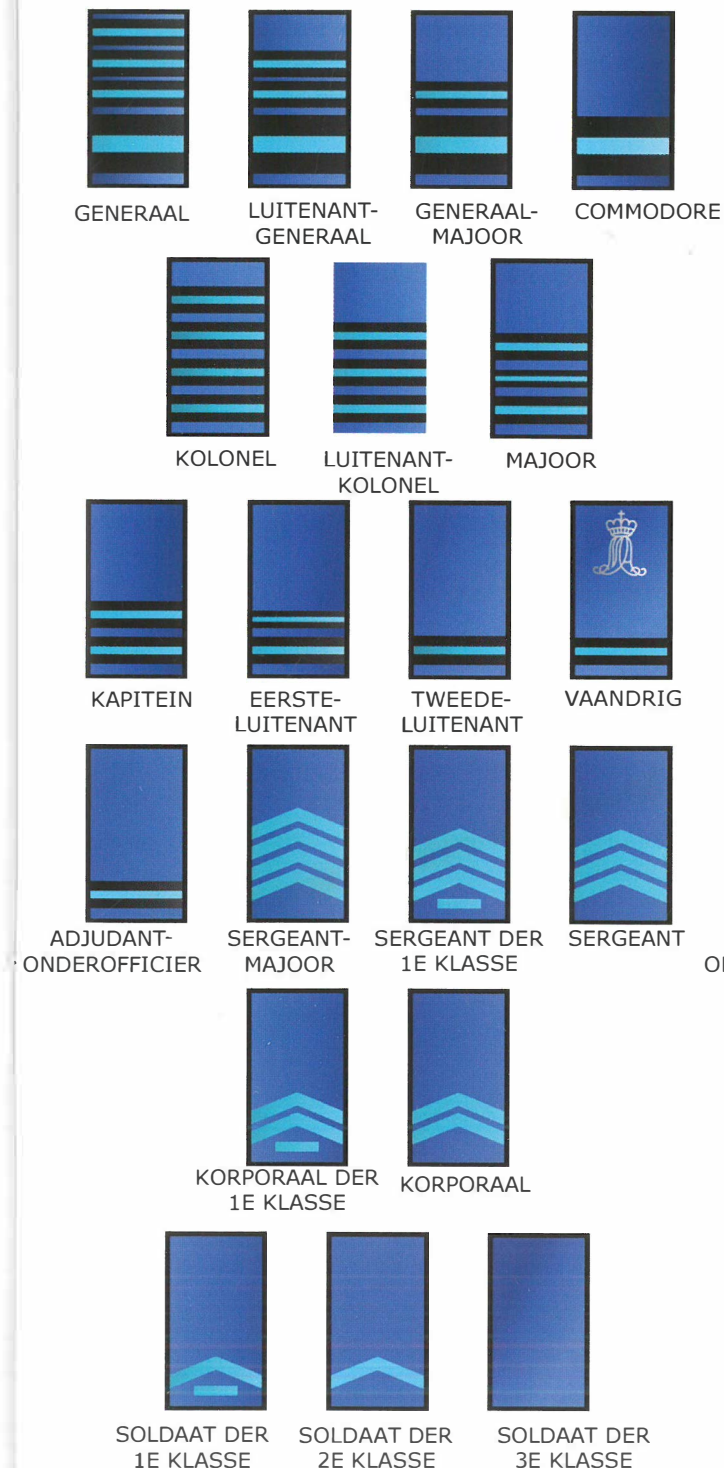 GENERAAL
LUITENANT-
GENERAAL
GENERAAL-
MAJOOR
COMMODORE
KOLONEL
LUITENANT-
KOLONEL
MAJOOR
KAPITEIN
EERSTE-
LUITENANT
TWEEDE-
LUITENANT
VAANDRIG
ADJUDANT-
ONDEROFFICIER
SERGEANT-
MAJOOR
SERGEANT DER
1E KLASSE
SERGEANT
KORPORAAL DER
1E KLASSE
KORPORAAL
SOLDAAT DER
1E KLASSE
SOLDAAT DER
2E KLASSE
SOLDAAT DER
3E KLASSE